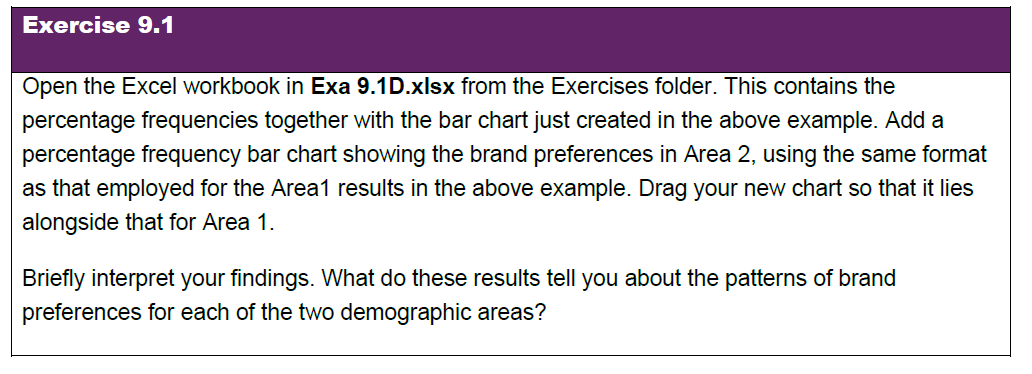 Exercise 9.1
Open the Excel workbook in Exa 9.1D.xlsx from the Exercises folder. This contains the
percentage frequencies together with the bar chart just created in the above example. Add a
percentage frequency bar chart showing the brand preferences in Area 2, using the same format
as that employed for the Area1 results in the above example. Drag your new chart so that it lies
alongside that for Area 1.
Briefly interpret your findings. What do these results tell you about the patterns of brand
preferences for each of the two demographic areas?